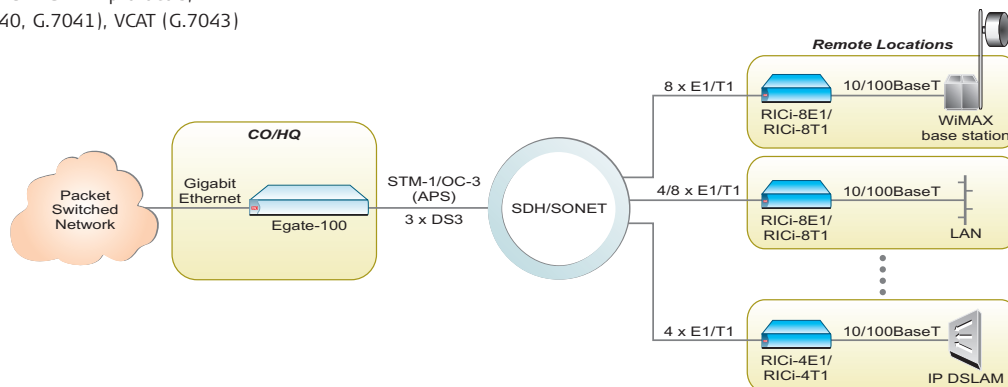 40, G.7041), VCAT (G.7043)
Remote Locations
8 x E1/T1
10/100BaseT
RICi-8E1/
RICi-8T1
WiMAX
base station
CO/HQ
Packet
Switched
Network
Gigabit
Ethernet
Egate-100
STM-1/OC-3
(APS)
3 x DS3
SDH/SONET
4/8 x E1/T1
10/100BaseT
RICi-8E1/
RICi-8T1
LAN
4 x E1/T1
10/100BaseT
RICi-4E1/
RICi-4T1
IP DSLAM